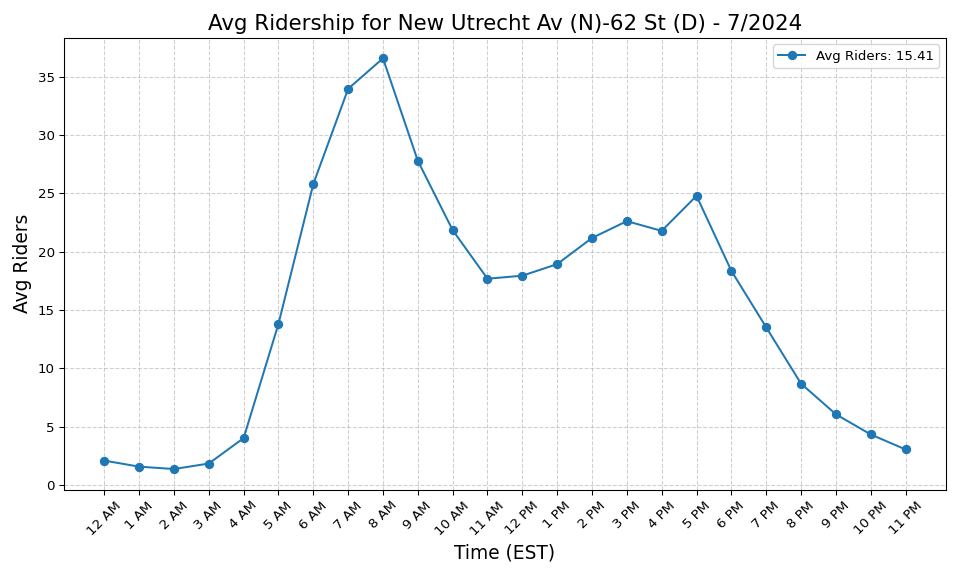 Avg Ridership for New Utrecht Av (N)-62 St (D) - 7/2024
Avg Riders: 15.41
Avg Riders
35
30
25
20
15
10
5
0
12 AM
1 AM
2 AM
3 AM
4 AM
5 AM
6 AM
7 AM
8 AM
9 AM
10 AM
11 AM
12 PM
1 PM
2 PM
3 PM
4 PM
5 PM
6 PM
7 PM
8 PM
9 PM
10 PM
11 PM
Time (EST)